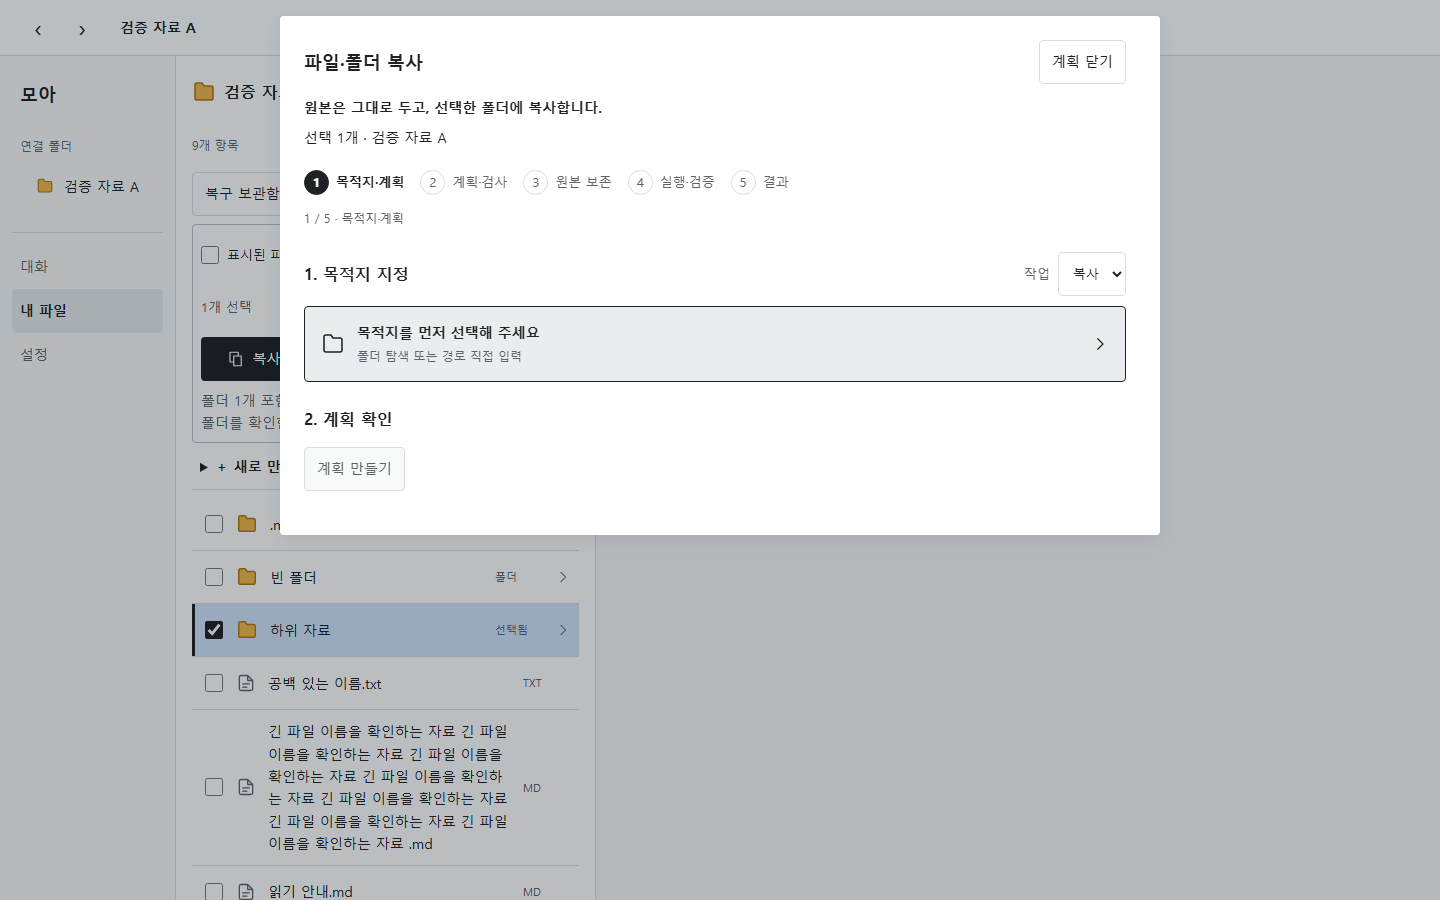 검증 자료 A
모아
연결 폴더
검증 자료 A
대화
내 파일
설정
검증 자
9개 항목
복구 보관함
표시된
1개 선택
복사
폴더 1개
폴더를
+ 새로
빈 폴더
폴더
하위 자료
선택됨
공백 있는 이름.txt
TXT
긴 파일 이름을 확인하는 자료 긴 파일
이름을 확인하는 자료 긴 파일 이름을
확인하는 자료 긴 파일 이름을 확인하
는 자료 긴 파일 이름을 확인하는 자료
긴 파일 이름을 확인하는 자료 긴 파일
이름을 확인하는 자료 .md
MD
읽기 안내.md
MD
파일·폴더 복사
계획 닫기
원본은 그대로 두고, 선택한 폴더에 복사합니다.
선택 1개 · 검증 자료 A
1 목적지·계획
2 계획·검사
3 원본 보존
4 실행·검증
5 결과
1 / 5 · 목적지·계획
1. 목적지 지정
작업
복사
목적지를 먼저 선택해 주세요
폴더 탐색 또는 경로 직접 입력
2. 계획 확인
계획 만들기